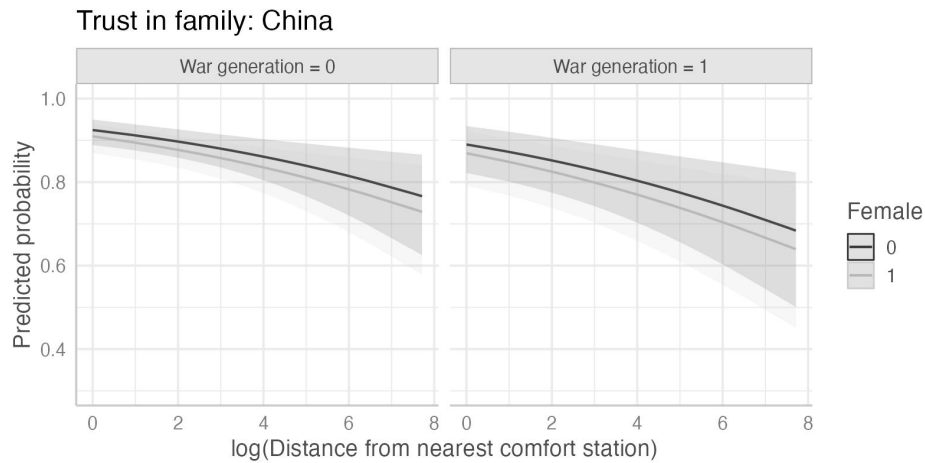 Trust in family: China
War generation = 0
War generation = 1
1.0
0.8
0.6
0.4
Predicted probability
0 2 4 6 8
0 2 4 6 8
log(Distance from nearest comfort station)
Female
0
1